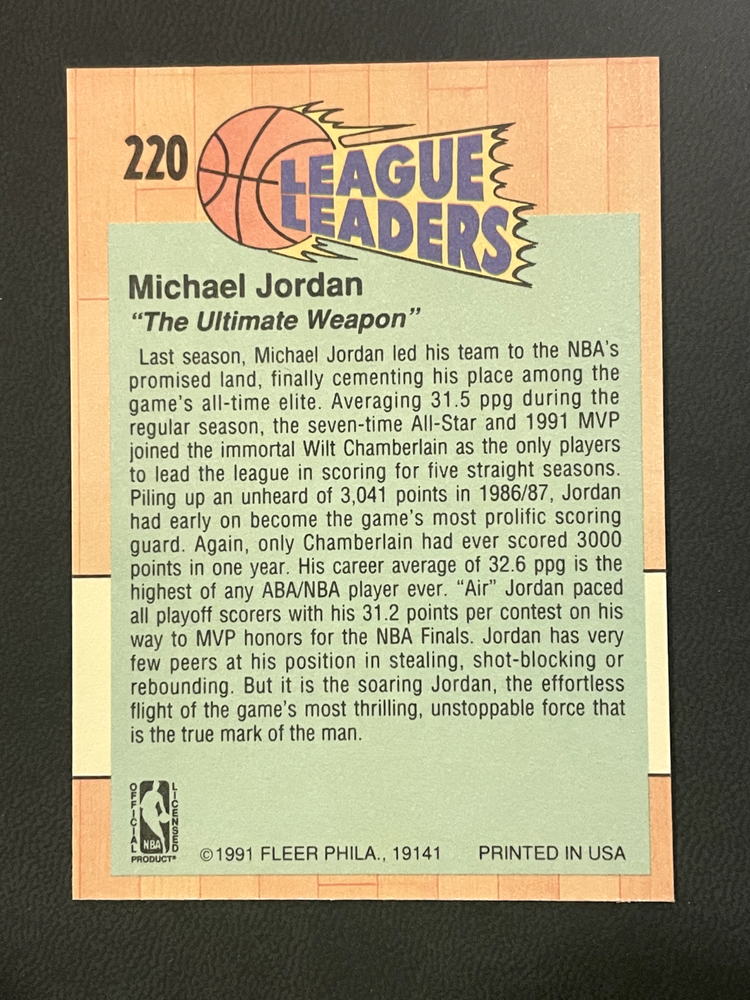 220
LEAGUE
LEADERS
Michael Jordan
“The Ultimate Weapon”
Last season, Michael Jordan led his team to the NBA’s
promised land, finally cementing his place among the
game’s all-time elite. Averaging 31.5 ppg during the
regular season, the seven-time All-Star and 1991 MVP
joined the immortal Wilt Chamberlain as the only players
to lead the league in scoring for five straight seasons.
Piling up an unheard of 3,041 points in 1986/87, Jordan
had early on become the game’s most prolific scoring
guard. Again, only Chamberlain had ever scored 3000
points in one year. His career average of 32.6 ppg is the
highest of any ABA/NBA player ever. “Air” Jordan paced
all playoff scorers with his 31.2 points per contest on his
way to MVP honors for the NBA Finals. Jordan has very
few peers at his position in stealing, shot-blocking or
rebounding. But it is the soaring Jordan, the effortless
flight of the game’s most thrilling, unstoppable force that
is the true mark of the man.
OFFICIAL
LICENSED
NBA
PRODUCT®
©1991 FLEER PHILA., 19141 PRINTED IN USA